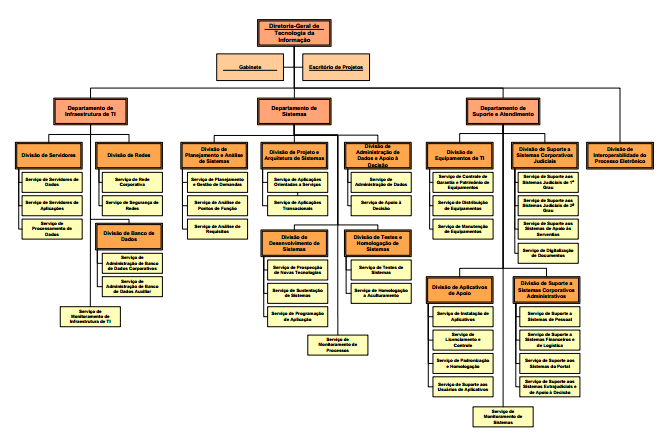 Diretoria-Geral de
Tecnologia da
Informação
Gabinete
Escritório de Projetos
Departamento de
Infraestrutura de TI
Departamento de
Sistemas
Departamento de
Suporte e Atendimento
Divisão de Servidores
Divisão de Redes
Divisão de
Planejamento e Análise
de Sistemas
Divisão de Projeto e
Arquitetura de Sistemas
Divisão de
Administração de
Dados e Apoio à
Decisão
Divisão de
Equipamentos de TI
Divisão de Suporte a
Sistemas Corporativos
Judiciais
Divisão de
Interoperabilidade do
Processo Eletrônico
Serviço de Servidores de
Dados
Serviço de Servidores de
Aplicações
Serviço de
Processamento de
Dados
Serviço de Rede
Corporativa
Serviço de Segurança de
Redes
Divisão de Banco de
Dados
Serviço de
Administração de Banco
de Dados Corporativos
Serviço de
Administração de Banco
de Dados Auxiliar
Serviço de
Monitoramento de
Infraestrutura de TI
Serviço de Planejamento
e Gestão de Demandas
Serviço de Análise de
Pontos de Função
Serviço de Análise de
Requisitos
Serviço de Aplicações
Orientadas a Serviços
Serviço de Aplicações
Transacionais
Serviço de
Administração de Dados
Serviço de Apoio à
Decisão
Divisão de
Desenvolvimento de
Sistemas
Divisão de Testes e
Homologação de
Sistemas
Serviço de Prospecção
de Novas Tecnologias
Serviço de Sustentação
de Sistemas
Serviço de Programação
de Aplicação
Serviço de Testes de
Sistemas
Serviço de Homologação
e Aculturamento
Serviço de
Monitoramento de
Processos
Serviço de Controle de
Garantia e Patrimônio de
Equipamentos
Serviço de Distribuição
de Equipamentos
Serviço de Manutenção
de Equipamentos
Serviço de Suporte aos
Sistemas Judiciais de 1º
Grau
Serviço de Suporte aos
Sistemas Judiciais de 2º
Grau
Serviço de Suporte aos
Sistemas de Apoio às
Serventias
Serviço de Digitalização
de Documentos
Divisão de Aplicativos
de Apoio
Divisão de Suporte a
Sistemas Corporativos
Administrativos
Serviço de Instalação de
Aplicativos
Serviço de
Licenciamento e
Controle
Serviço de Padronização
e Homologação
Serviço de Suporte aos
Usuários de Aplicativos
Serviço de Suporte a
Sistemas de Pessoal
Serviço de Suporte a
Sistemas Financeiros e
de Logística
Serviço de Suporte aos
Sistemas do Portal
Serviço de Suporte aos
Sistemas Extrajudiciais e
de Apoio à Decisão
Serviço de
Monitoramento de
Sistemas